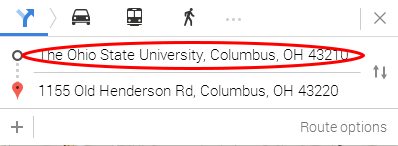 The Ohio State University, Columbus, OH 43210
1155 Old Henderson Rd, Columbus, OH 43220
Route options